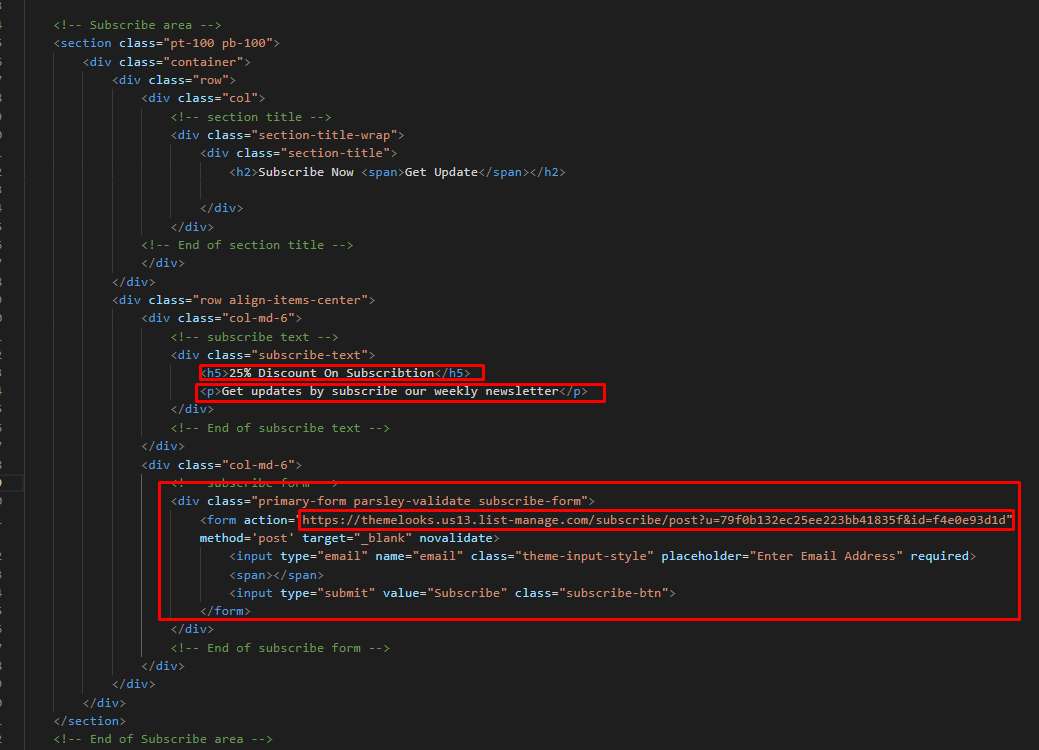 <!-- Subscribe area -->
<section class="pt-100 pb-100">
<div class="container">
<div class="row">
<div class="col">
<!-- section title -->
<div class="section-title-wrap">
<div class="section-title">
<h2>Subscribe Now <span>Get Update</span></h2>
</div>
</div>
<!-- End of section title -->
</div>
</div>
<div class="row align-items-center">
<div class="col-md-6">
<!-- subscribe text -->
<div class="subscribe-text">
<h5>25% Discount On Subscribtion</h5>
<p>Get updates by subscribe our weekly newsletter</p>
</div>
<!-- End of subscribe text -->
</div>
<div class="col-md-6">
<!-- subscribe form -->
<div class="primary-form parsley-validate subscribe-form">
<form action="https://themelooks.us13.list-manage.com/subscribe/post?u=79f0b132ec25ee223bb41835f&id=f4e0e93d1d"
method='post' target="_blank" novalidate>
<input type="email" name="email" class="theme-input-style" placeholder="Enter Email Address" required>
<span></span>
<input type="submit" value="Subscribe" class="subscribe-btn">
</form>
</div>
<!-- End of subscribe form -->
</div>
</div>
</div>
</section>
<!-- End of Subscribe area -->